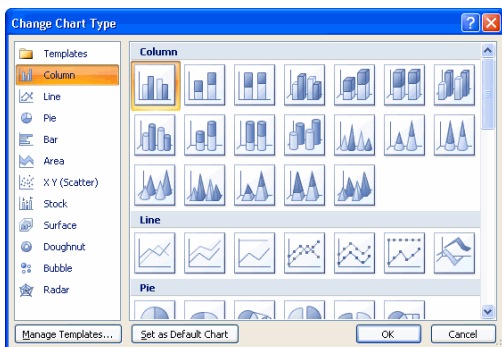 Change Chart Type
Templates
Column
Line
Pie
Bar
Area
X Y (Scatter)
Stock
Surface
Doughnut
Bubble
Radar
Column
Line
Pie
Manage Templates...
Set as Default Chart
OK
Cancel